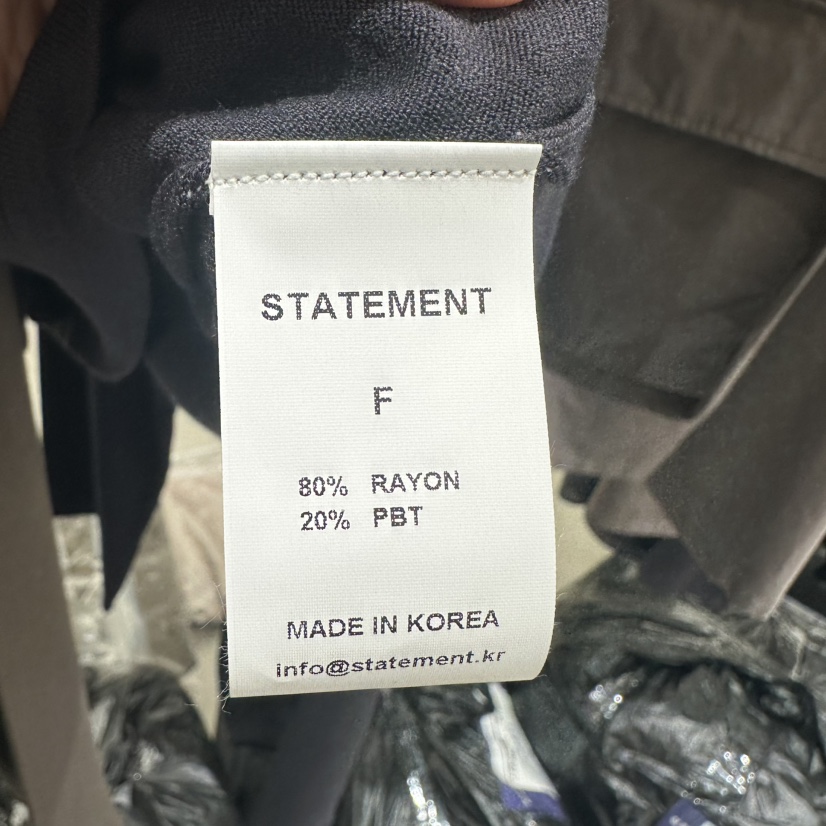 STATEMENT
F
80% RAYON
20% PBT
MADE IN KOREA
info@statement.kr